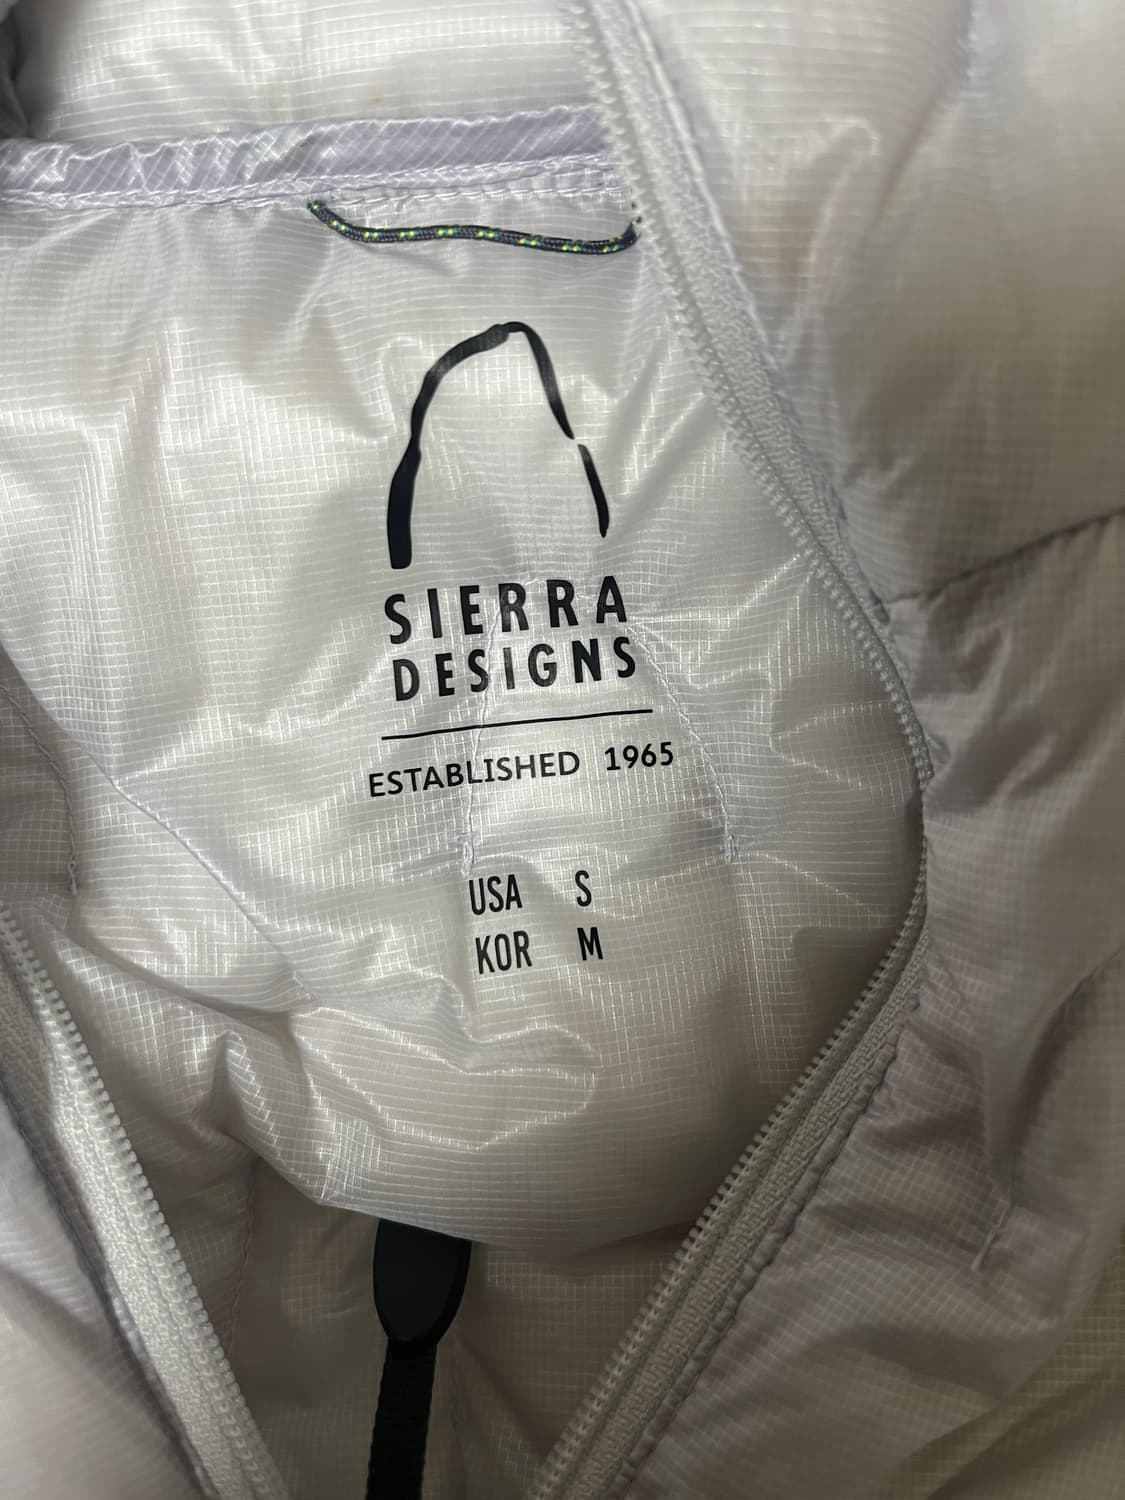 SIERRA
DESIGNS
ESTABLISHED 1965
USA S
KOR M